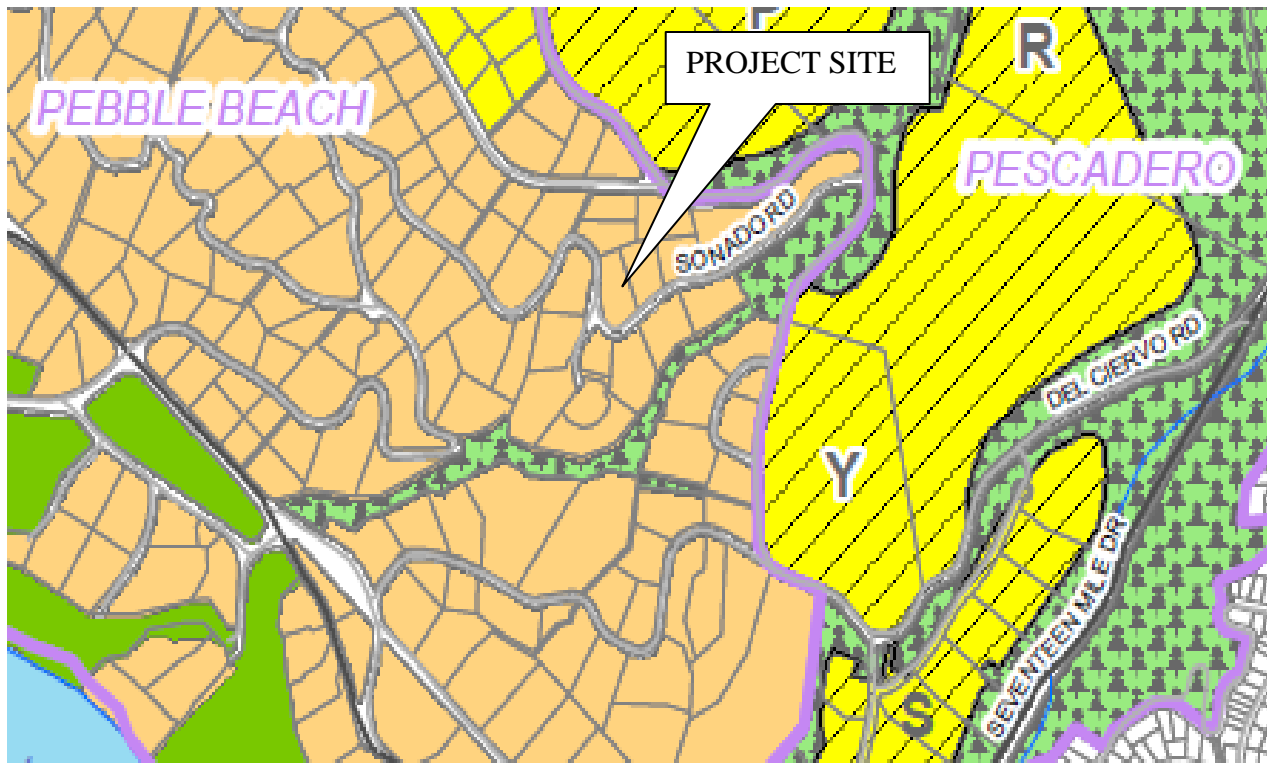 PROJECT SITE
R
PEBBLE BEACH
PESCADERO
SONADO RD
DEL CIERVO RD
Y
SEVENTEEN MILE DR
S